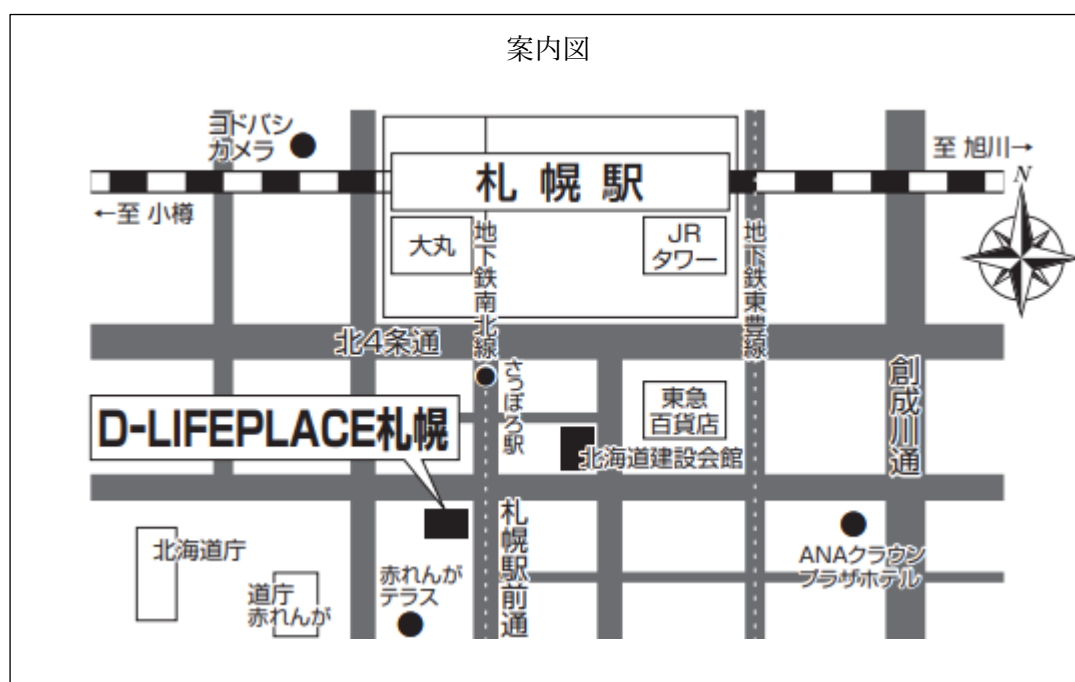 案内図
ヨドバシ
カメラ
至 旭川→
N
札幌駅
←至 小樽
大丸
地下鉄南北線
JR
タワー
地下鉄東豊線
北4条通
さっぽろ駅
東急
百貨店
創成川通
D-LIFEPLACE札幌
北海道建設会館
札幌駅前通
北海道庁
道庁
赤れんが
赤れんが
テラス
ANAクラウン
プラザホテル